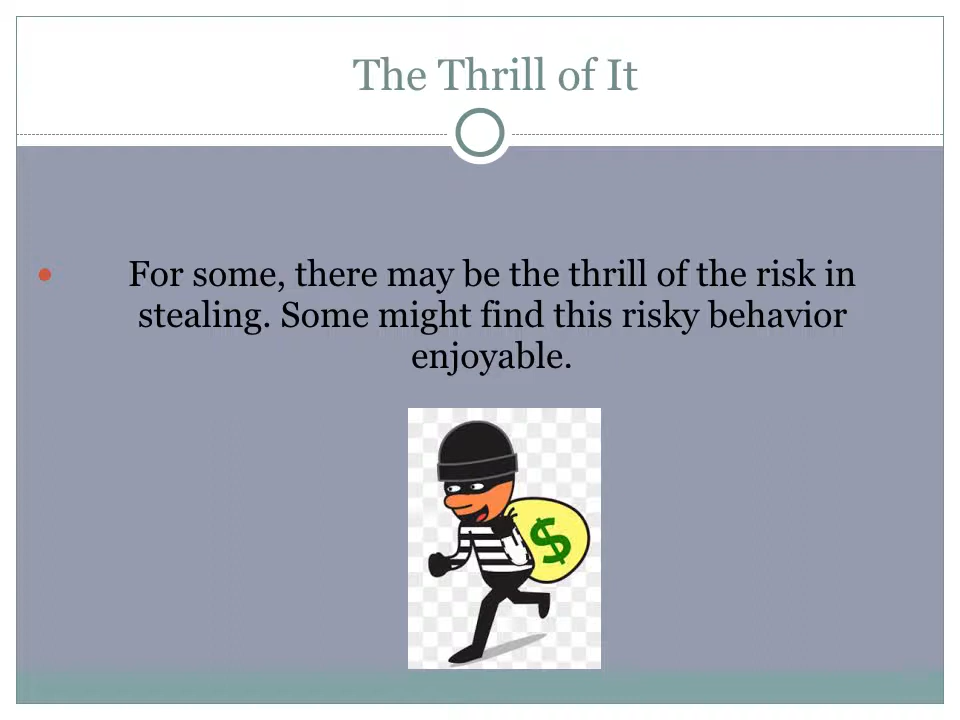 The Thrill of It
For some, there may be the thrill of the risk in
stealing. Some might find this risky behavior
enjoyable.
$